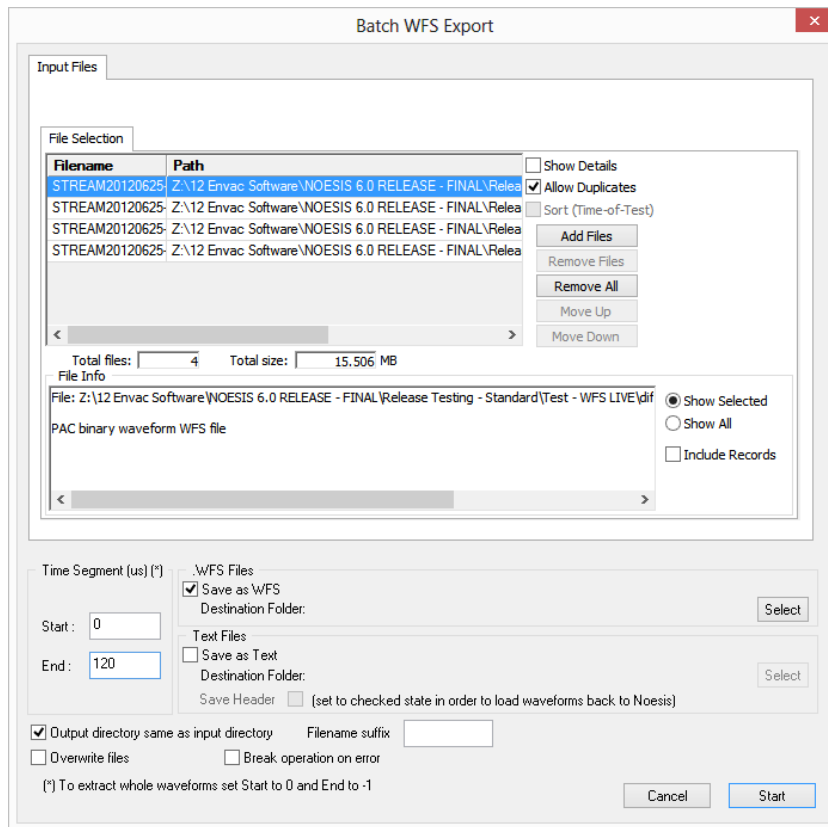 Batch WFS Export
Input Files
File Selection
Filename Path
STREAM20120625- Z:\12 Envac Software\NOESIS 6.0 RELEASE - FINAL\Relea
STREAM20120625- Z:\12 Envac Software\NOESIS 6.0 RELEASE - FINAL\Relea
STREAM20120625- Z:\12 Envac Software\NOESIS 6.0 RELEASE - FINAL\Relea
STREAM20120625- Z:\12 Envac Software\NOESIS 6.0 RELEASE - FINAL\Relea
Show Details
Allow Duplicates
Sort (Time-of-Test)
Add Files
Remove Files
Remove All
Move Up
Move Down
Total files: 4 Total size: 15.506 MB
File Info
File: Z:\12 Envac Software\NOESIS 6.0 RELEASE - FINAL\Release Testing - Standard\Test - WFS LIVE\dif
PAC binary waveform WFS file
Show Selected
Show All
Include Records
Time Segment (us) (*)
Start : 0
End : 120
.WFS Files
Save as WFS
Destination Folder:
Select
Text Files
Save as Text
Destination Folder:
Select
Save Header (set to checked state in order to load waveforms back to Noesis)
Output directory same as input directory Filename suffix
Overwrite files Break operation on error
(*) To extract whole waveforms set Start to 0 and End to -1
Cancel Start